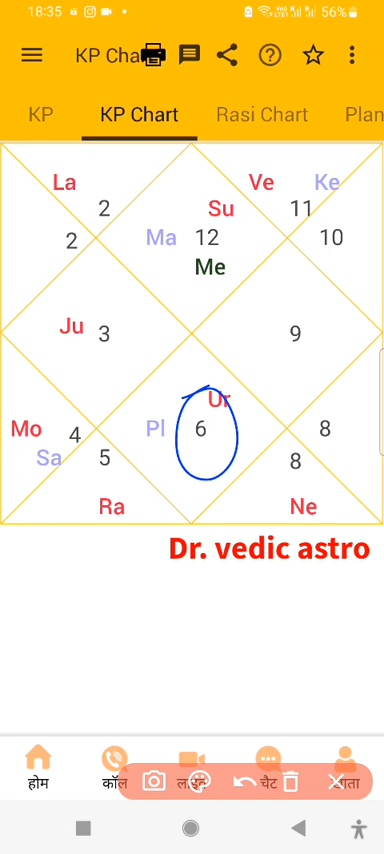 18:35 56%
KP Cha
KP KP Chart Rasi Chart Plan
La Ve Ke
2 Su 11
2 Ma 12 10
Me
Ju 3 9
Ur
Mo 4 Pl 6 8
Sa 5 8
Ra Ne
Dr. vedic astro
होम कॉल चैट